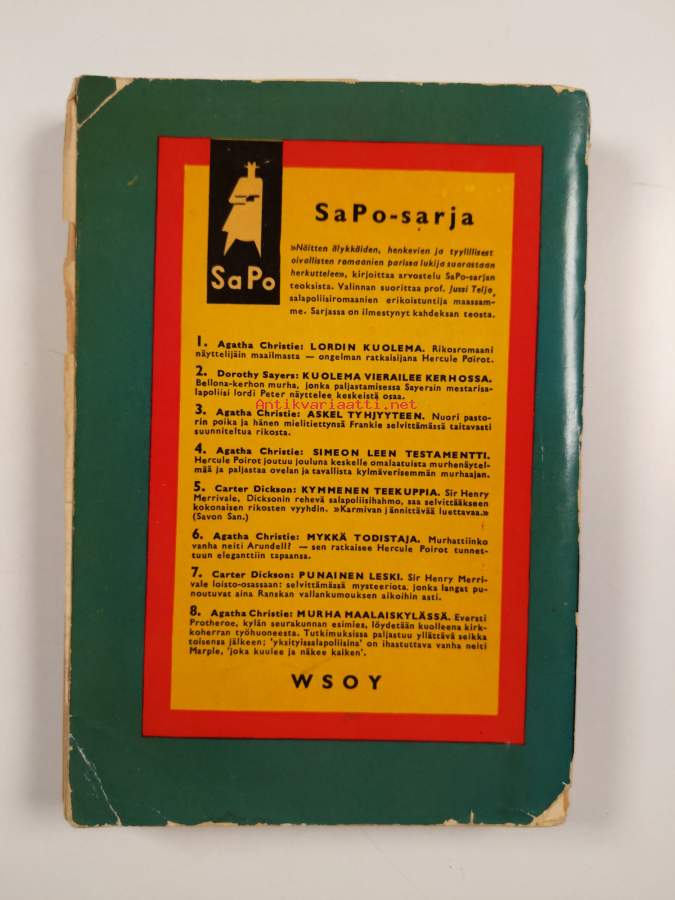 SaPo
SaPo-sarja
»Näitten älykkäiden, henkevien ja tyylillisest
oivallisten romaanien parissa lukija suorastaan
herkuttelee», kirjoittaa arvostelu SaPo-sarjan
teoksista. Valinnan suorittaa prof. Jussi Teljo,
salapoliisiromaanien erikoistuntija maassam-
me. Sarjassa on ilmestynyt kahdeksan teosta.
1. Agatha Christie: LORDIN KUOLEMA. Rikosromaani
näyttelijäin maailmasta — ongelman ratkaisijana Hercule Poirot.
2. Dorothy Sayers: KUOLEMA VIERAILEE KERHOSSA.
Bellona-kerhon murha, jonka paljastamisessa Sayersin mestarisa-
lapoliisi lordi Peter näyttelee keskeistä osaa.
Antikvariaatti.net
3. Agatha Christie: ASKEL TYHJYYTEEN. Nuori pasto-
rin poika ja hänen mielitiettynsä Frankie selvittämässä taitavasti
suunniteltua rikosta.
4. Agatha Christie: SIMEON LEEN TESTAMENTTI.
Hercule Poirot joutuu jouluna keskelle omalaatuista murhenäytel-
mää ja paljastaa ovelan ja tavallista kylmäverisemmän murhaajan.
5. Carter Dickson: KYMMENEN TEEKUPPIA. Sir Henry
Merrivale, Dicksonin rehevä salapoliisihahmo, saa selvittääkseen
kokonaisen rikosten vyyhdin. »Karmivan jännittävää luettavaa.»
(Savon San.)
6. Agatha Christie: MYKKÄ TODISTAJA. Murhattiinko
vanha neiti Arundell? — sen ratkaisee Hercule Poirot tunnet-
tuun eleganttiin tapaansa.
7. Carter Dickson: PUNAINEN LESKI. Sir Henry Merri-
vale loisto-osassaan: selvittämässä mysteeriota, jonka langat pu-
noutuvat aina Ranskan vallankumouksen aikoihin asti.
8. Agatha Christie: MURHA MAALAISKYLÄSSÄ. Eversti
Protheroe, kylän seurakunnan esimies, löydetään kuolleena kirk-
koherran työhuoneesta. Tutkimuksissa paljastuu yllättävä seikka
toisensa jälkeen; 'yksityissalapoliisina' on ihastuttava vanha neiti
Marple, 'joka kuulee ja näkee kaiken'.
WSOY